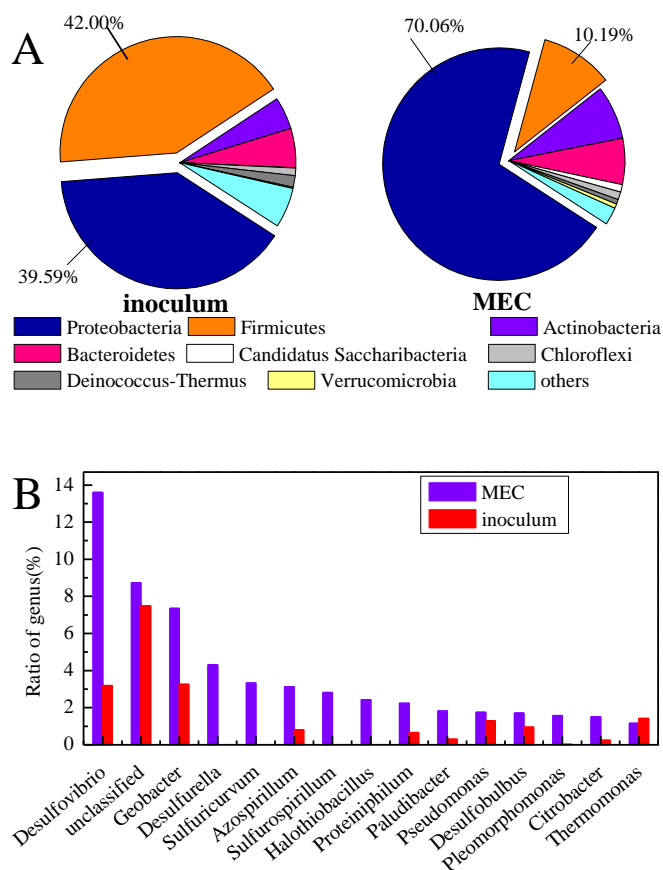 A
42.00%
70.06%
10.19%
39.59%
inoculum
MEC
Proteobacteria Firmicutes Actinobacteria
Bacteroidetes Candidatus Saccharibacteria Chloroflexi
Deinococcus-Thermus Verrucomicrobia others
B
MEC
inoculum
Ratio of genus(%)
14
12
10
8
6
4
2
0
Desulfovibrio
unclassified
Geobacter
Desulfurella
Sulfuricurvum
Azospirillum
Sulfurospirillum
Halothiobacillus
Proteiniphilum
Paludibacter
Pseudomonas
Desulfobulbus
Pleomorphomonas
Citrobacter
Thermomonas